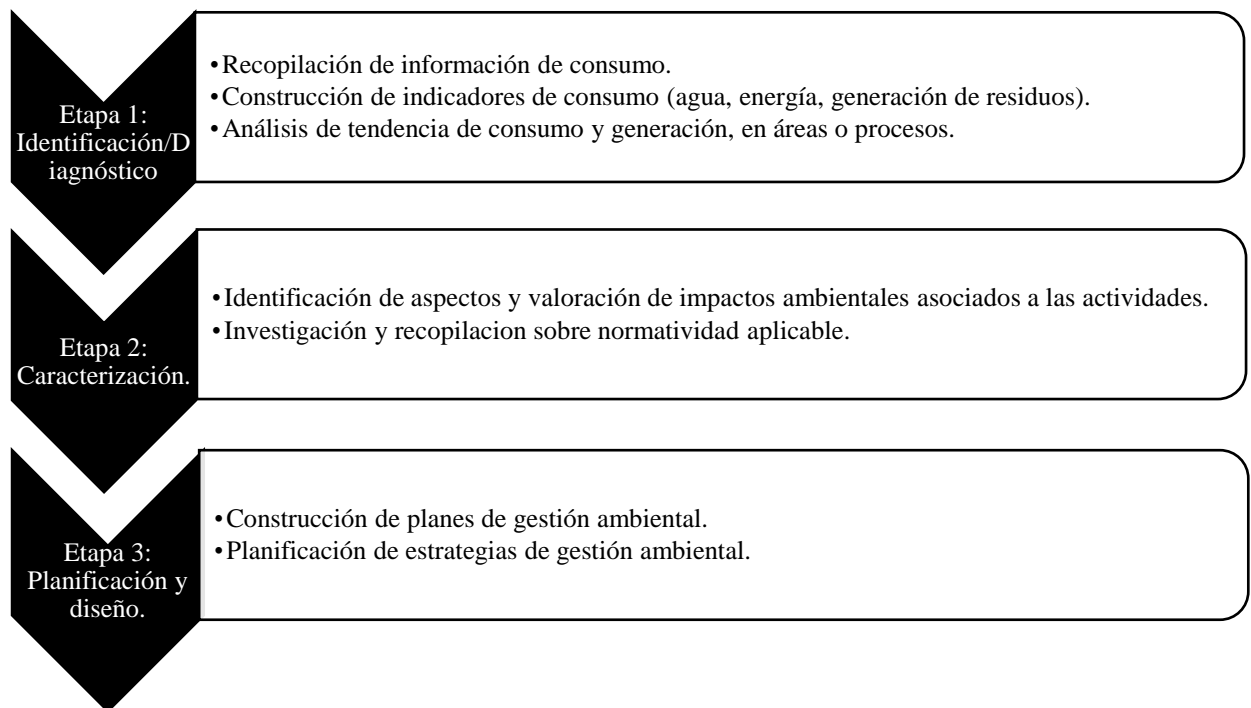 Etapa 1:
Identificación/D
iagnóstico
•Recopilación de información de consumo.
•Construcción de indicadores de consumo (agua, energía, generación de residuos).
•Análisis de tendencia de consumo y generación, en áreas o procesos.
Etapa 2:
Caracterización.
•Identificación de aspectos y valoración de impactos ambientales asociados a las actividades.
•Investigación y recopilacion sobre normatividad aplicable.
Etapa 3:
Planificación y
diseño.
•Construcción de planes de gestión ambiental.
•Planificación de estrategias de gestión ambiental.